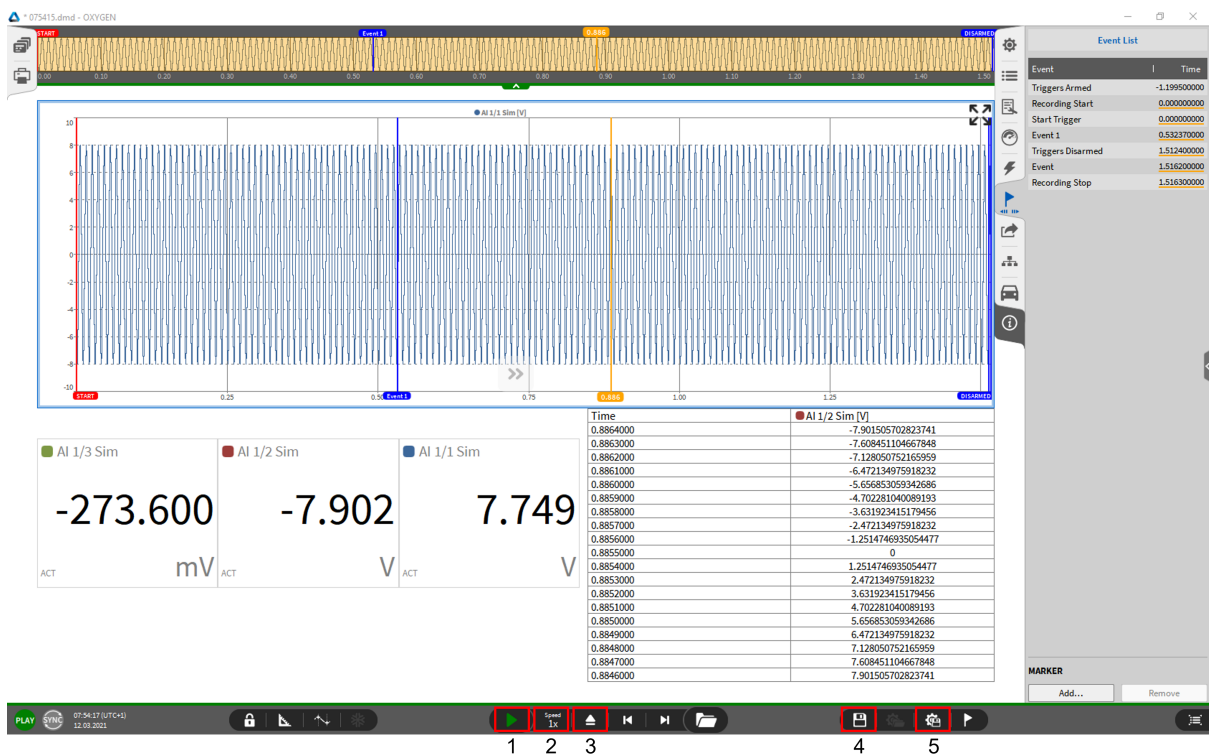 * 075415.dmd - OXYGEN
START
Event 1
0.886
DISARMED
0.00 0.10 0.20 0.30 0.40 0.50 0.60 0.70 0.80 0.90 1.00 1.10 1.20 1.30 1.40 1.50
AI 1/1 Sim [V]
10
8
6
4
2
0
-2
-4
-6
-8
-10
START 0.25 0.50 Event 1 0.75 0.886 1.00 1.25 DISARMED
AI 1/3 Sim
-273.600
ACT mV
AI 1/2 Sim
-7.902
ACT V
AI 1/1 Sim
7.749
ACT V
Time AI 1/2 Sim [V]
0.8864000 -7.901505702823741
0.8863000 -7.608451104667848
0.8862000 -7.128050752165959
0.8861000 -6.472134975918232
0.8860000 -5.656853059342686
0.8859000 -4.702281040089193
0.8858000 -3.631923415179456
0.8857000 -2.472134975918232
0.8856000 -1.2514746935054477
0.8855000 0
0.8854000 1.2514746935054477
0.8853000 2.472134975918232
0.8852000 3.631923415179456
0.8851000 4.702281040089193
0.8850000 5.656853059342686
0.8849000 6.472134975918232
0.8848000 7.128050752165959
0.8847000 7.608451104667848
0.8846000 7.901505702823741
Event List
Event | Time
Triggers Armed -1.199500000
Recording Start 0.000000000
Start Trigger 0.000000000
Event 1 0.532370000
Triggers Disarmed 1.512400000
Event 1.516200000
Recording Stop 1.516300000
MARKER
Add... Remove
PLAY SYNC
07:54:17 (UTC+1)
12.03.2021
Speed
1x
1 2 3 4 5